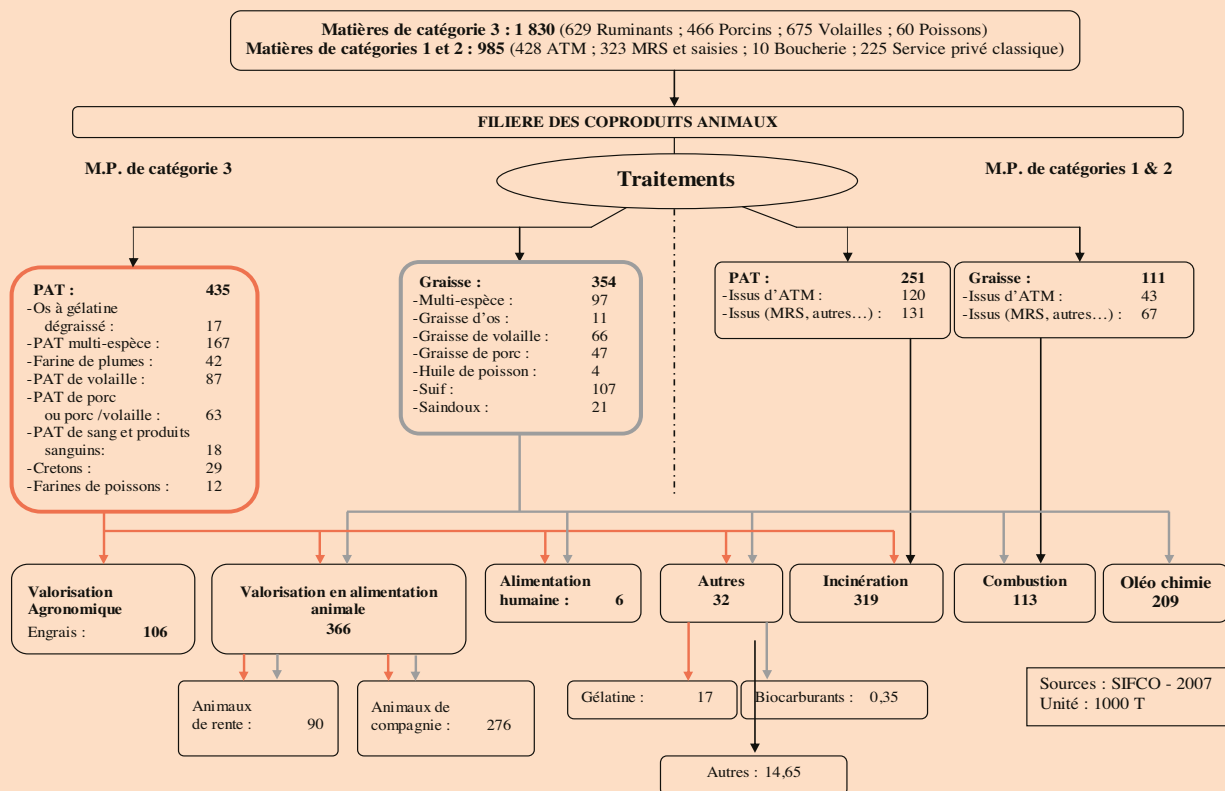 Matières de catégorie 3 : 1 830 (629 Ruminants ; 466 Porcins ; 675 Volailles ; 60 Poissons)
Matières de catégories 1 et 2 : 985 (428 ATM ; 323 MRS et saisies ; 10 Boucherie ; 225 Service privé classique)
FILIERE DES COPRODUITS ANIMAUX
M.P. de catégorie 3
Traitements
M.P. de catégories 1 & 2
PAT : 435
-Os à gélatine
dégraissé : 17
-PAT multi-espèce : 167
-Farine de plumes : 42
-PAT de volaille : 87
-PAT de porc
ou porc /volaille : 63
-PAT de sang et produits
sanguins: 18
-Cretons : 29
-Farines de poissons : 12
Graisse : 354
-Multi-espèce : 97
-Graisse d'os : 11
-Graisse de volaille : 66
-Graisse de porc : 47
-Huile de poisson : 4
-Suif : 107
-Saindoux : 21
PAT : 251
-Issus d'ATM : 120
-Issus (MRS, autres…) : 131
Graisse : 111
-Issus d'ATM : 43
-Issus (MRS, autres…) : 67
Valorisation
Agronomique
Engrais : 106
Valorisation en alimentation
animale
366
Alimentation
humaine : 6
Autres
32
Incinération
319
Combustion
113
Oléo chimie
209
Animaux
de rente : 90
Animaux de
compagnie : 276
Gélatine : 17
Biocarburants : 0,35
Autres : 14,65
Sources : SIFCO - 2007
Unité : 1000 T